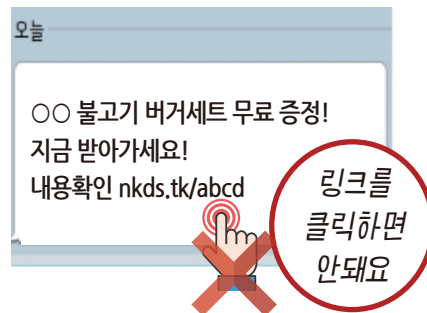 오늘
○○ 불고기 버거세트 무료 증정!
지금 받아가세요!
내용확인 nkds.tk/abcd
링크를
클릭하면
안돼요